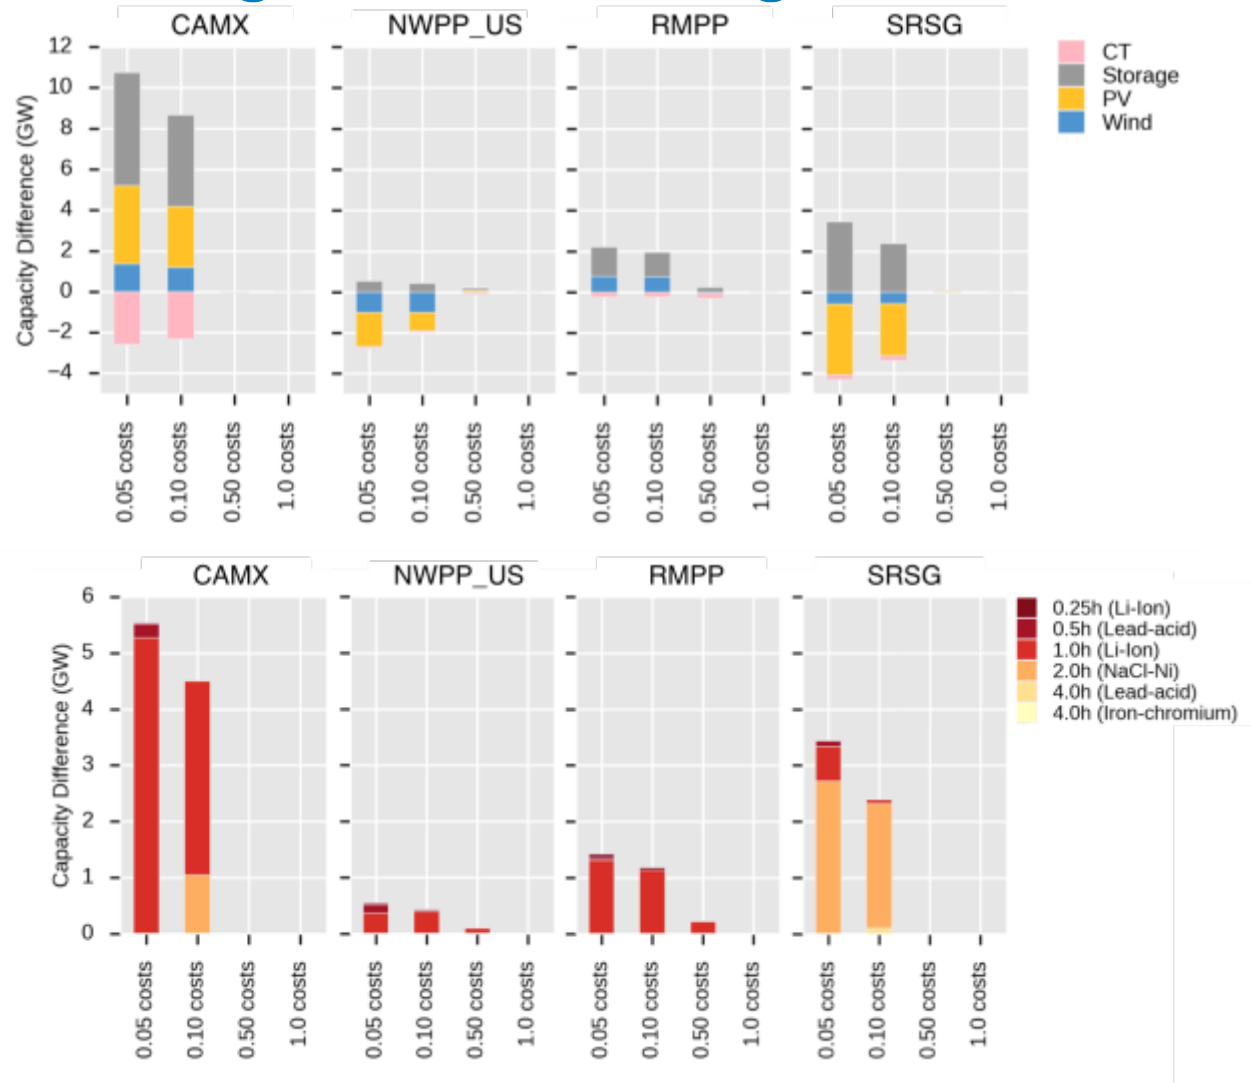 CAMX
NWPP_US
RMPP
SRSG
Capacity Difference (GW)
12
10
8
6
4
2
0
−2
−4
0.05 costs
0.10 costs
0.50 costs
1.0 costs
0.05 costs
0.10 costs
0.50 costs
1.0 costs
0.05 costs
0.10 costs
0.50 costs
1.0 costs
0.05 costs
0.10 costs
0.50 costs
1.0 costs
CT
Storage
PV
Wind
CAMX
NWPP_US
RMPP
SRSG
Capacity Difference (GW)
6
5
4
3
2
1
0
0.05 costs
0.10 costs
0.50 costs
1.0 costs
0.05 costs
0.10 costs
0.50 costs
1.0 costs
0.05 costs
0.10 costs
0.50 costs
1.0 costs
0.05 costs
0.10 costs
0.50 costs
1.0 costs
0.25h (Li-Ion)
0.5h (Lead-acid)
1.0h (Li-Ion)
2.0h (NaCl-Ni)
4.0h (Lead-acid)
4.0h (Iron-chromium)